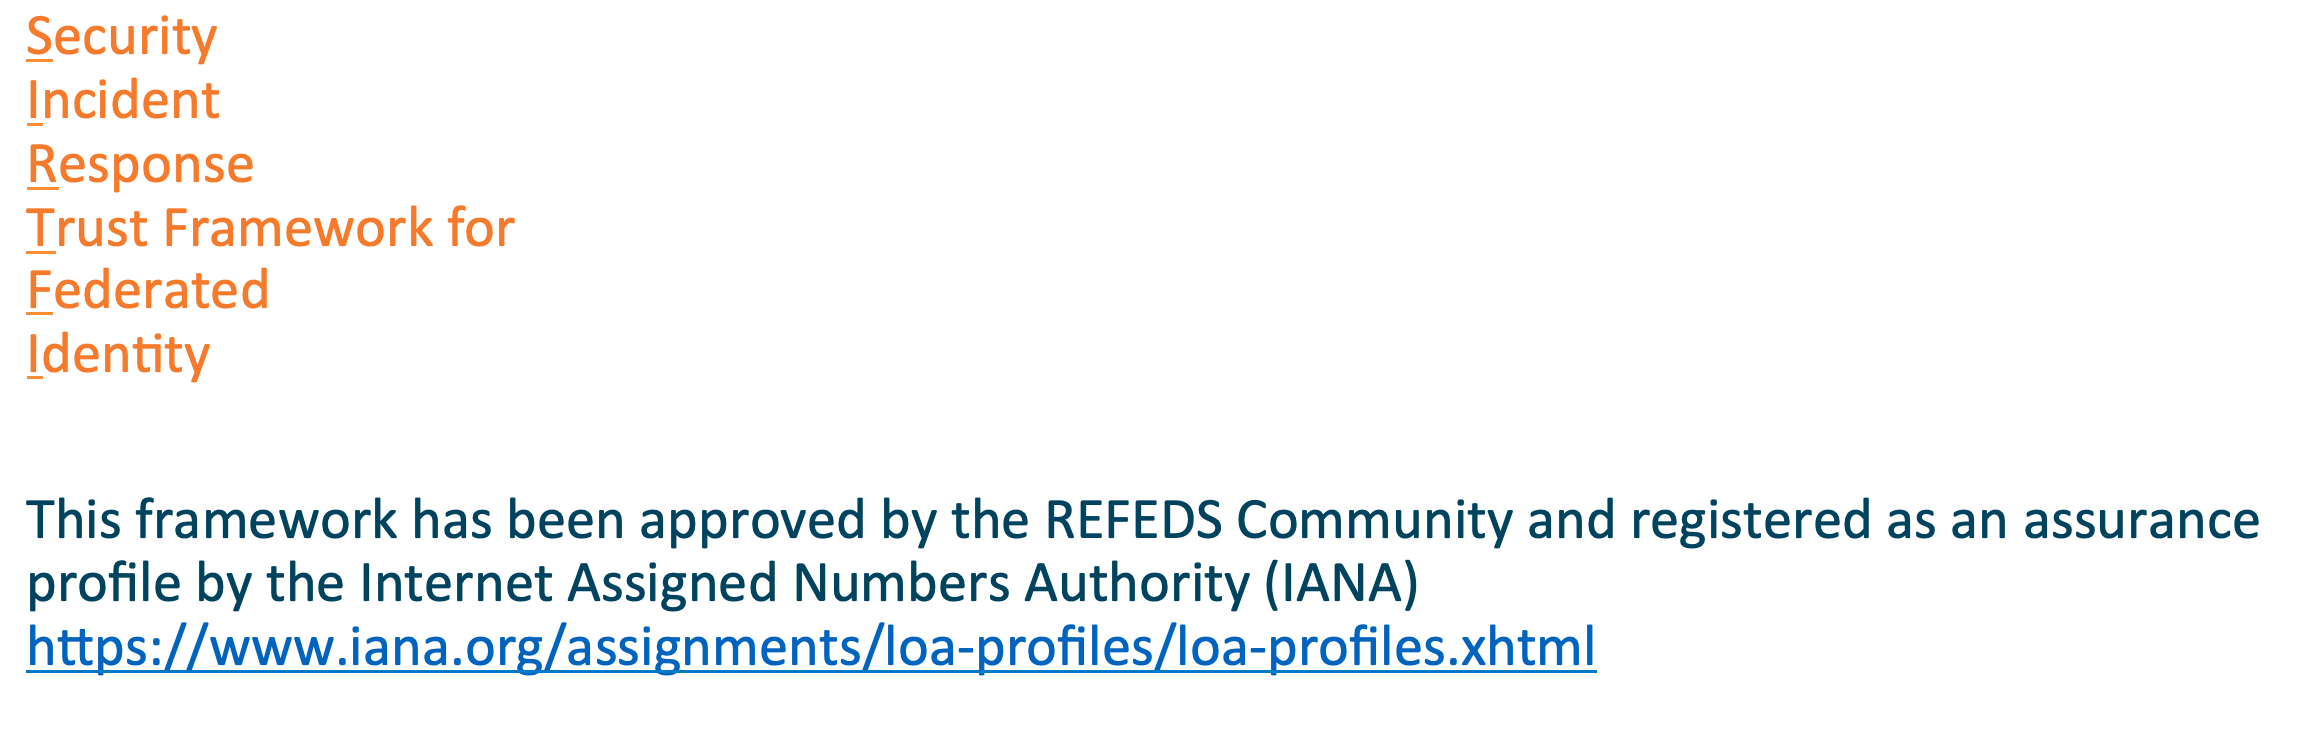 Security
Incident
Response
Trust Framework for
Federated
Identity
This framework has been approved by the REFEDS Community and registered as an assurance
profile by the Internet Assigned Numbers Authority (IANA)
https://www.iana.org/assignments/loa-profiles/loa-profiles.xhtml